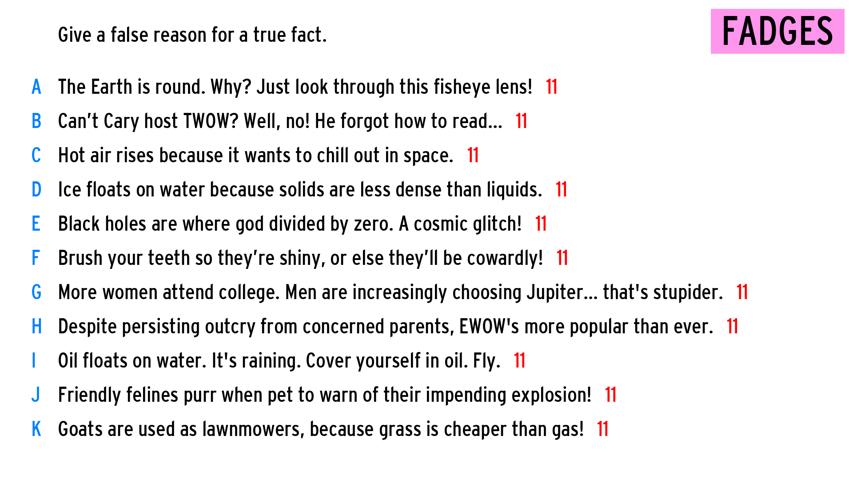 Give a false reason for a true fact.
FADGES
A The Earth is round. Why? Just look through this fisheye lens! 11
B Can't Cary host TWOW? Well, no! He forgot how to read... 11
C Hot air rises because it wants to chill out in space. 11
D Ice floats on water because solids are less dense than liquids. 11
E Black holes are where god divided by zero. A cosmic glitch! 11
F Brush your teeth so they're shiny, or else they'll be cowardly! 11
G More women attend college. Men are increasingly choosing Jupiter... that's stupider. 11
H Despite persisting outcry from concerned parents, EWOW's more popular than ever. 11
I Oil floats on water. It's raining. Cover yourself in oil. Fly. 11
J Friendly felines purr when pet to warn of their impending explosion! 11
K Goats are used as lawnmowers, because grass is cheaper than gas! 11